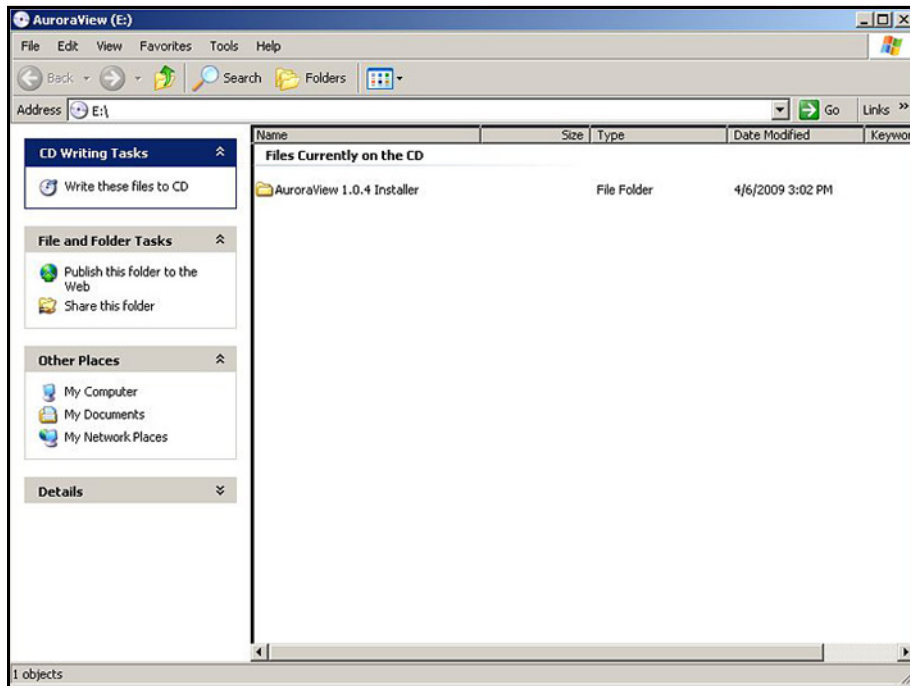 AuroraView (E:)
File Edit View Favorites Tools Help
Back Search Folders
Address E:\ Go Links »
Name Size Type Date Modified Keywor
CD Writing Tasks
Files Currently on the CD
Write these files to CD
AuroraView 1.0.4 Installer File Folder 4/6/2009 3:02 PM
File and Folder Tasks
Publish this folder to the
Web
Share this folder
Other Places
My Computer
My Documents
My Network Places
Details
1 objects